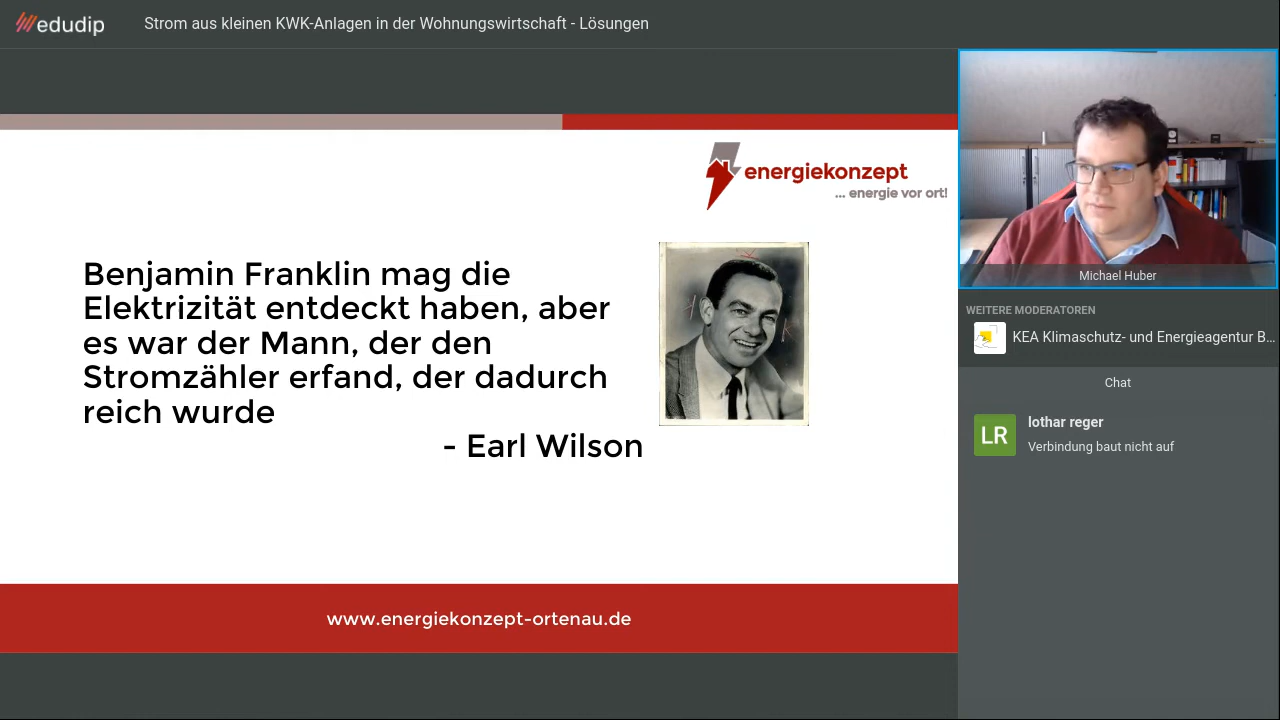 edudip
Strom aus kleinen KWK-Anlagen in der Wohnungswirtschaft - Lösungen
energiekonzept
... energie vor ort!
Benjamin Franklin mag die
Elektrizität entdeckt haben, aber
es war der Mann, der den
Stromzähler erfand, der dadurch
reich wurde
- Earl Wilson
www.energiekonzept-ortenau.de
Michael Huber
WEITERE MODERATOREN
KEA Klimaschutz- und Energieagentur B...
Chat
LR
lothar reger
Verbindung baut nicht auf